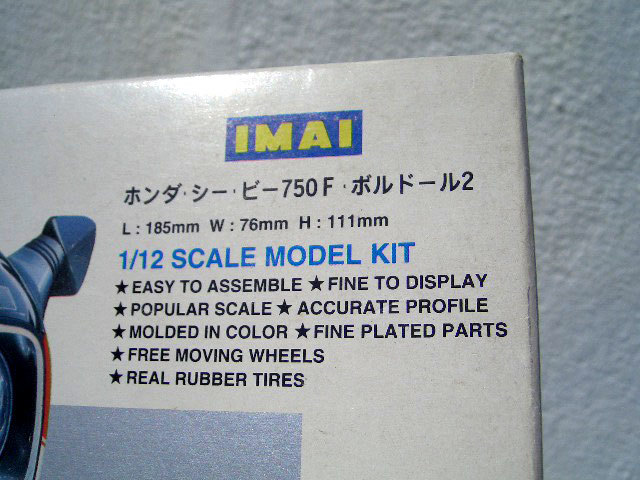 IMAI
ホンダ・シー・ビー750F・ボルドール2
L : 185mm W : 76mm H : 111mm
1/12 SCALE MODEL KIT
★EASY TO ASSEMBLE ★FINE TO DISPLAY
★POPULAR SCALE ★ACCURATE PROFILE
★MOLDED IN COLOR ★FINE PLATED PARTS
★FREE MOVING WHEELS
★REAL RUBBER TIRES